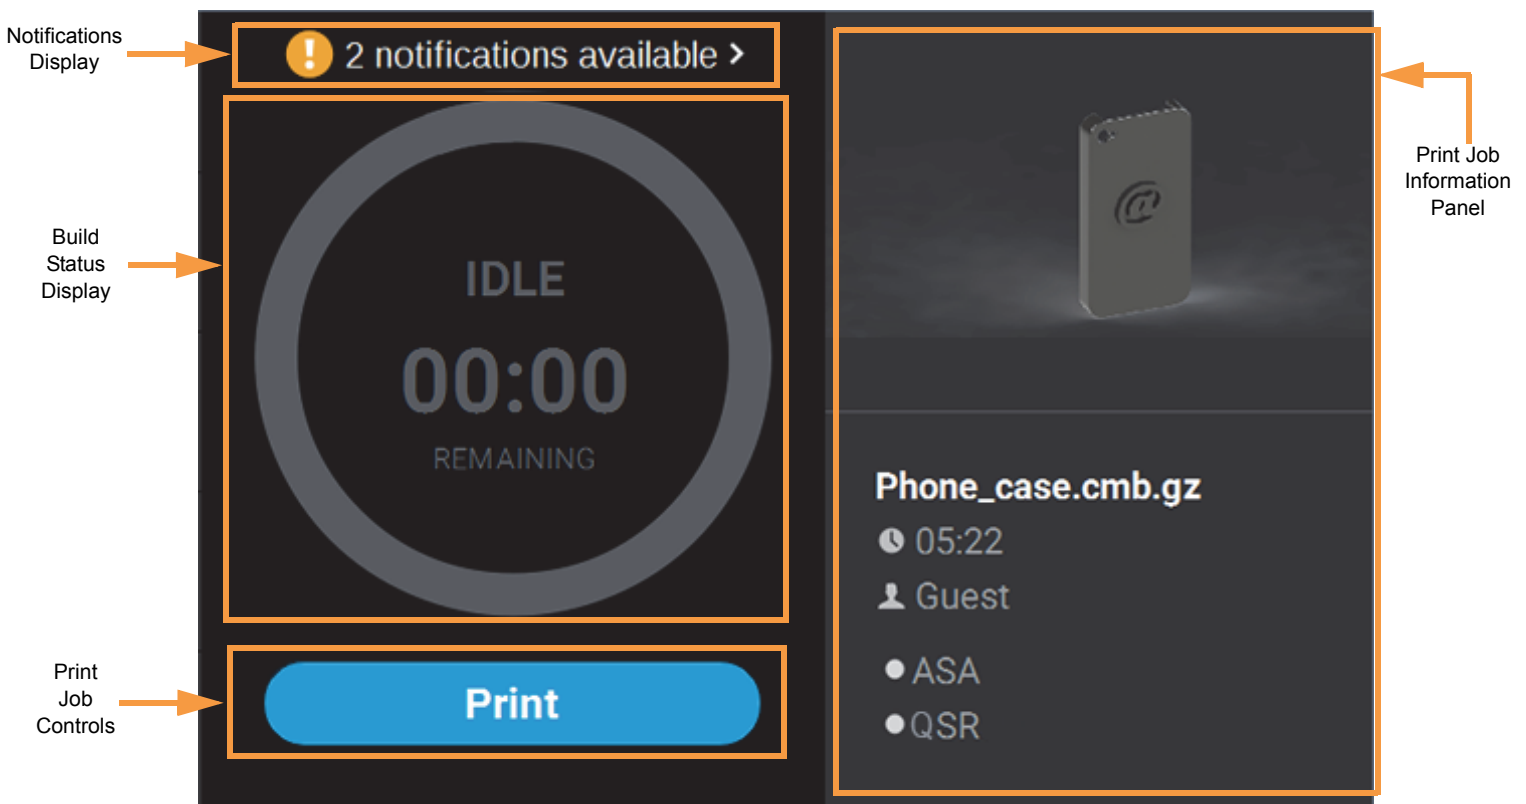 Notifications
Display
2 notifications available >
Build
Status
Display
IDLE
00:00
REMAINING
Print
Job
Controls
Print
@
Phone_case.cmb.gz
05:22
Guest
ASA
QSR
Print Job
Information
Panel